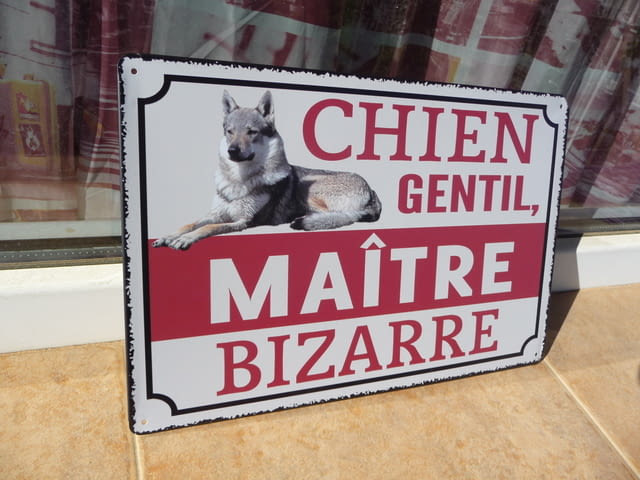 CHIEN
GENTIL,
MAÎTRE
BIZARRE